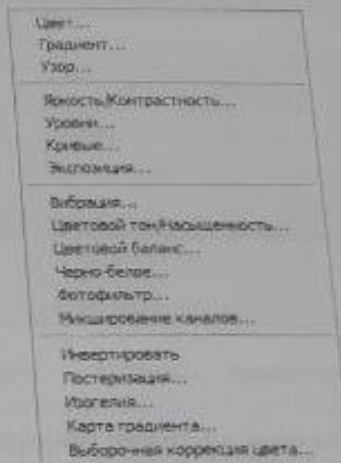 Цвет...
Градиент...
Узор...
Яркость/Контрастность...
Уровни...
Кривые...
Экспозиция...
Вибрация...
Цветовой тон/Насыщенность...
Цветовой баланс...
Черно-белое...
Фотофильтр...
Микширование каналов...
Инвертировать
Постеризация...
Изогелия...
Карта градиента...
Выборочная коррекция цвета...